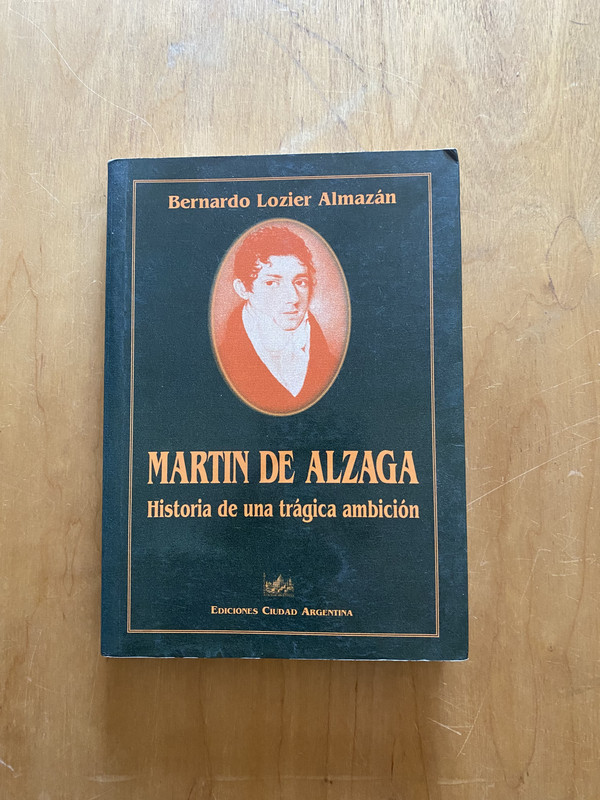 Bernardo Lozier Almazán
MARTIN DE ALZAGA
Historia de una trágica ambición
EDICIONES CIUDAD ARGENTINA